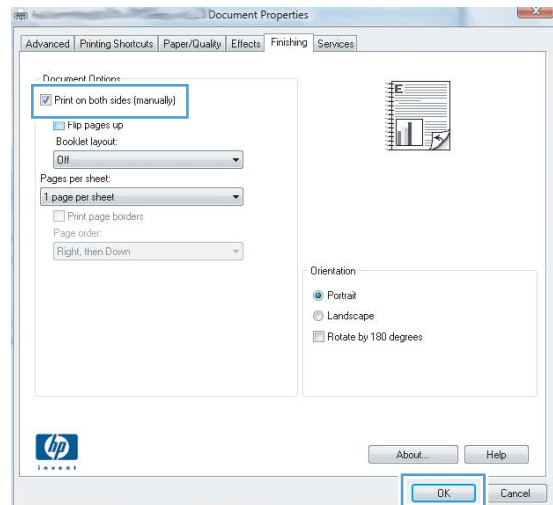 Document Properties
Advanced Printing Shortcuts Paper/Quality Effects Finishing Services
Document Options
Print on both sides (manually)
Flip pages up
Booklet layout:
Off
Pages per sheet:
1 page per sheet
Print page borders
Page order:
Right, then Down
E
Orientation
Portrait
Landscape
Rotate by 180 degrees
hp
invent
About... Help
OK Cancel